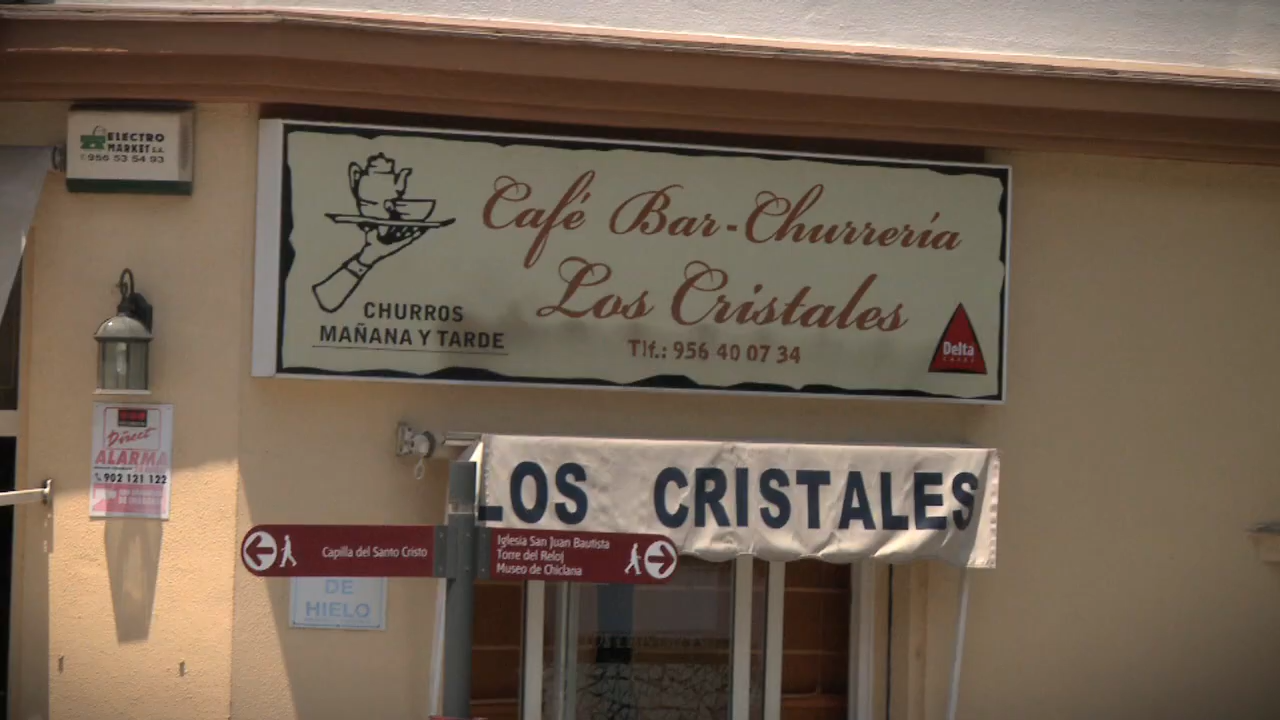 ELECTRO
MARKET S.A.
956 53 54 93
Café Bar-Churrería
Los Cristales
CHURROS
MAÑANA Y TARDE
Tlf.: 956 40 07 34
Delta
CAFÉS
Direct
ALARMA
902 121 122
LOS CRISTALES
Capilla del Santo Cristo
Iglesia San Juan Bautista
Torre del Reloj
Museo de Chiclana
DE
HIELO